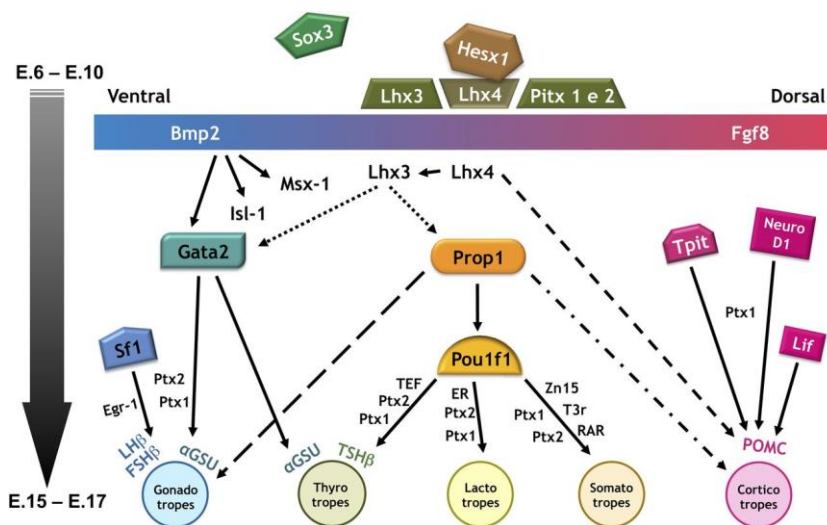 Sox3
Hesx1
E.6 – E.10
Ventral
Lhx3
Lhx4
Pitx 1 e 2
Dorsal
Bmp2
Fgf8
Msx-1
Isl-1
Lhx3
Lhx4
Gata2
Prop1
Tpit
Neuro
D1
Ptx1
Sf1
Pou1f1
Lif
Egr-1
Ptx2
Ptx1
TEF
Ptx2
Ptx1
ER
Ptx2
Ptx1
Zn15
Ptx1
T3r
Ptx2
RAR
LHβ
FSHβ
αGSU
αGSU
TSHβ
POMC
E.15 – E.17
Gonado
tropes
Thyro
tropes
Lacto
tropes
Somato
tropes
Cortico
tropes